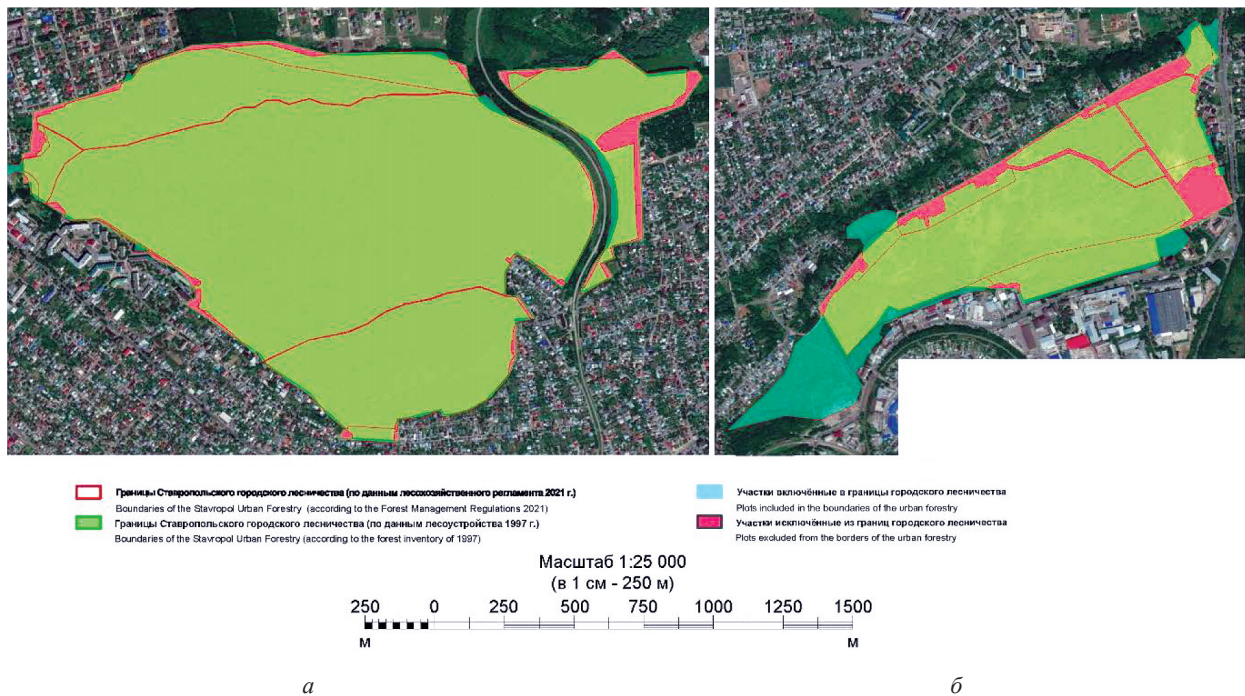 Границы Ставропольского городского лесничества (по данным лесохозяйственного регламента 2021 г.)
Boundaries of the Stavropol Urban Forestry (according to the Forest Management Regulations 2021)
Границы Ставропольского городского лесничества (по данным лесоустройства 1997 г.)
Boundaries of the Stavropol Urban Forestry (according to the forest inventory of 1997)
Участки включённые в границы городского лесничества
Plots included in the boundaries of the urban forestry
Участки исключённые из границ городского лесничества
Plots excluded from the borders of the urban forestry
Масштаб 1:25 000
(в 1 см - 250 м)
250 0 250 500 750 1000 1250 1500
м м
а б